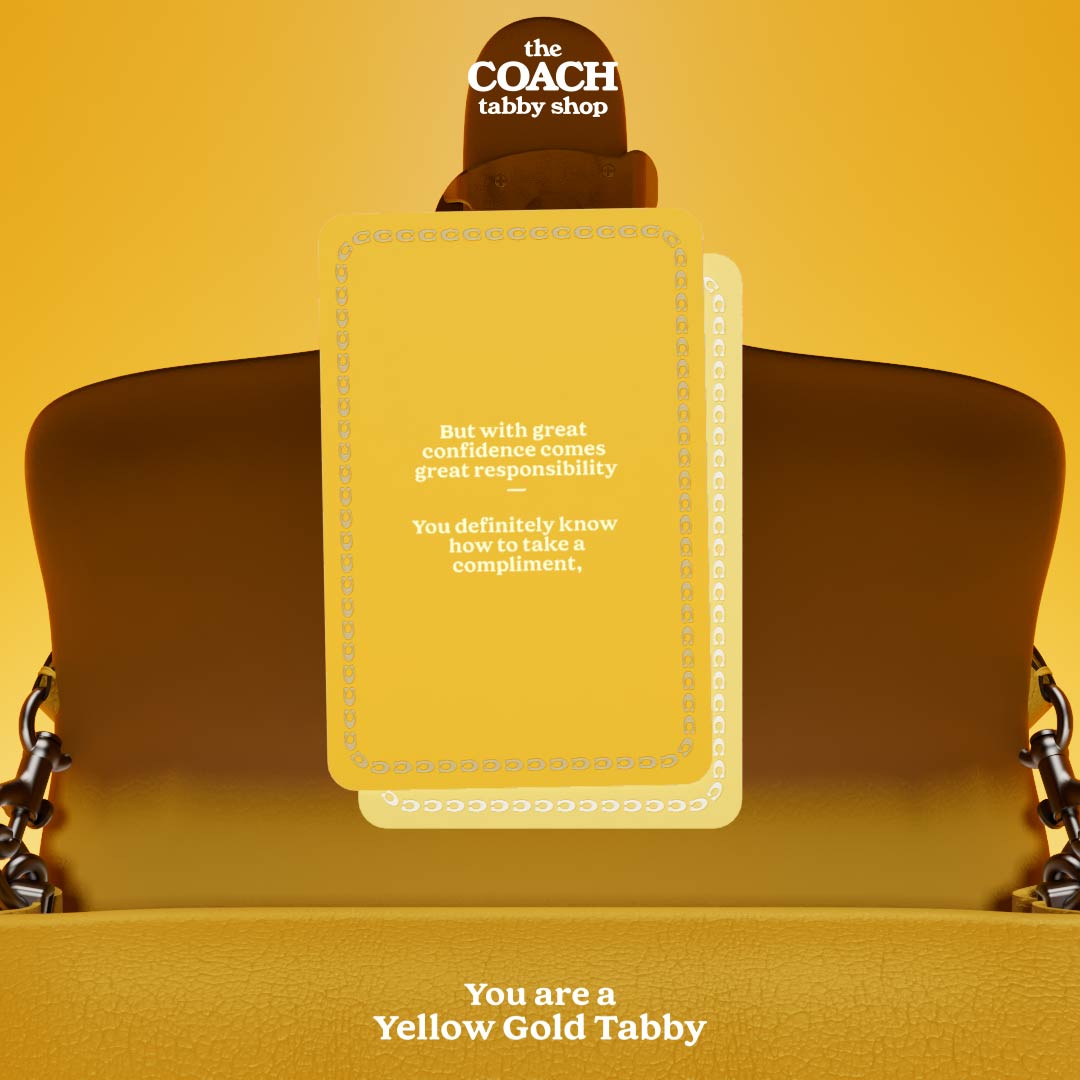 the
COACH
tabby shop
But with great
confidence comes
great responsibility
—
You definitely know
how to take a
compliment,
You are a
Yellow Gold Tabby